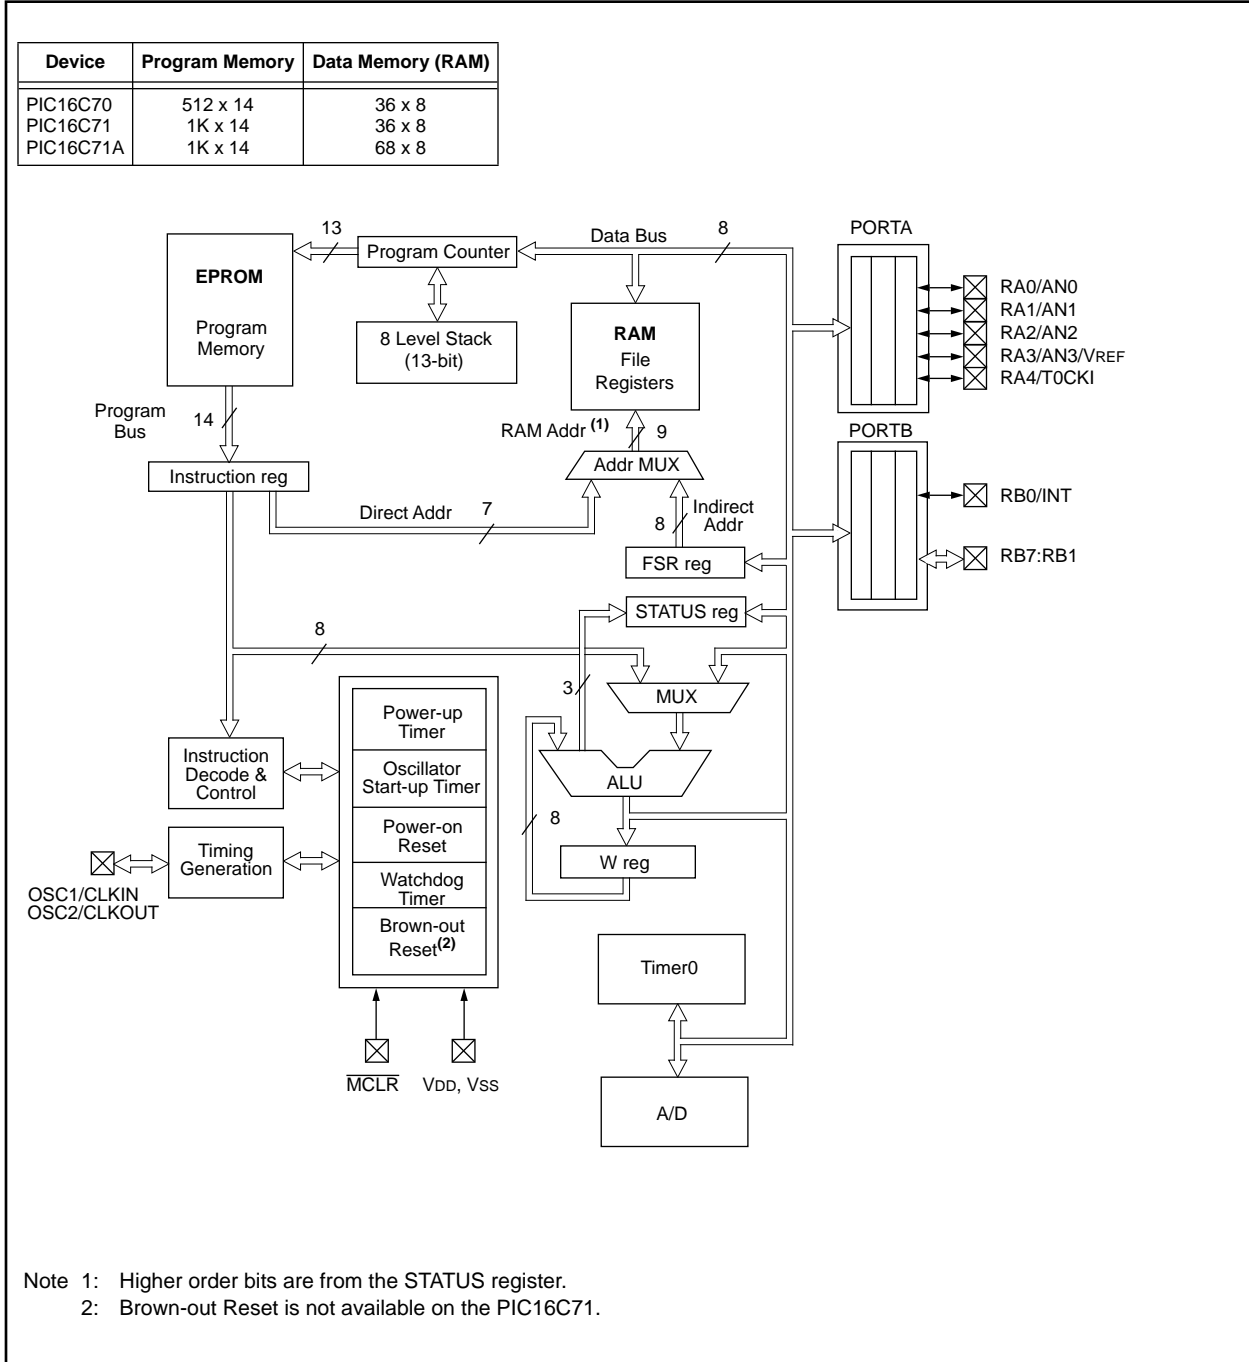 Device Program Memory Data Memory (RAM)
PIC16C70 512 x 14 36 x 8
PIC16C71 1K x 14 36 x 8
PIC16C71A 1K x 14 68 x 8
13
Program Counter
Data Bus
8
PORTA
EPROM
Program
Memory
8 Level Stack
(13-bit)
RAM
File
Registers
RA0/AN0
RA1/AN1
RA2/AN2
RA3/AN3/VREF
RA4/T0CKI
Program
Bus
14
RAM Addr (1)
9
PORTB
Instruction reg
Addr MUX
Direct Addr
7
8
Indirect
Addr
RB0/INT
FSR reg
RB7:RB1
STATUS reg
8
3
MUX
Power-up
Timer
Instruction
Decode &
Control
Oscillator
Start-up Timer
ALU
8
Timing
Generation
Power-on
Reset
W reg
OSC1/CLKIN
OSC2/CLKOUT
Watchdog
Timer
Brown-out
Reset(2)
Timer0
MCLR
VDD, VSS
A/D
Note 1: Higher order bits are from the STATUS register.
2: Brown-out Reset is not available on the PIC16C71.